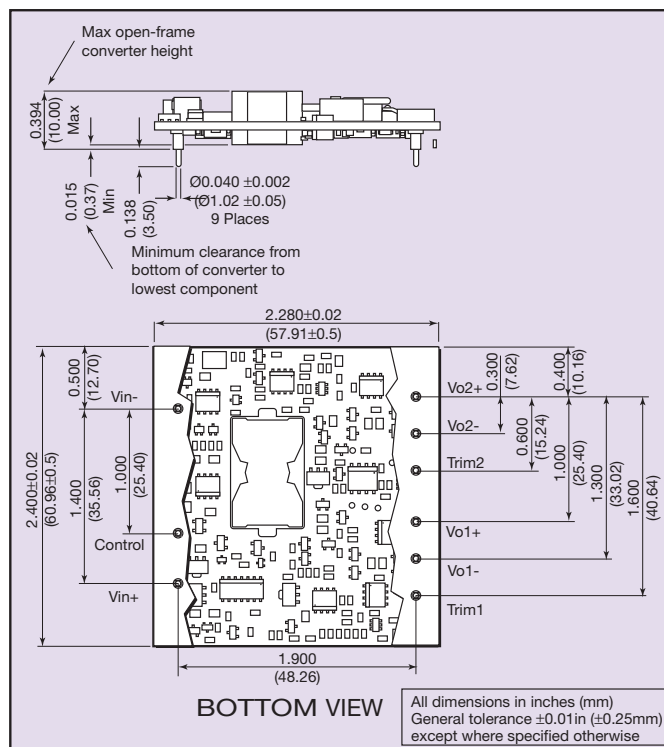 Max open-frame
converter height
0.394
(10.00)
Max
0.015
(0.37)
Min
0.138
(3.50)
Ø0.040 ±0.002
(Ø1.02 ±0.05)
9 Places
Minimum clearance from
bottom of converter to
lowest component
2.280±0.02
(57.91±0.5)
0.500
(12.70)
Vin-
2.400±0.02
(60.96±0.5)
1.400
(35.56)
1.000
(25.40)
Control
Vin+
Vo2+
0.300
(7.62)
0.400
(10.16)
Vo2-
Trim2
0.600
(15.24)
1.000
(25.40)
1.300
(33.02)
1.600
(40.64)
Vo1+
Vo1-
Trim1
1.900
(48.26)
BOTTOM VIEW
All dimensions in inches (mm)
General tolerance ±0.01in (±0.25mm)
except where specified otherwise